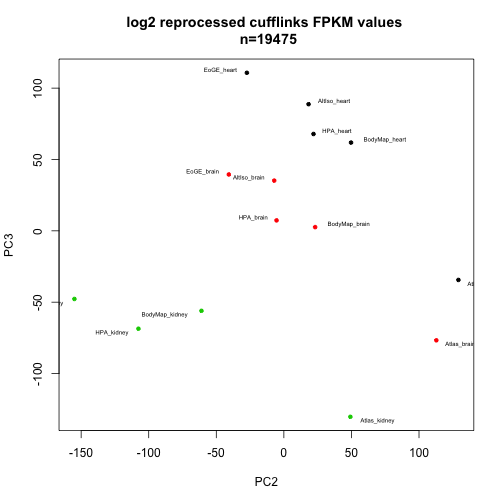 log2 reprocessed cufflinks FPKM values
n=19475
EoGE_heart
AltIso_heart
HPA_heart
BodyMap_heart
EoGE_brain
AltIso_brain
HPA_brain
BodyMap_brain
At
y
BodyMap_kidney
HPA_kidney
Atlas_brain
Atlas_kidney
PC3
100
50
0
-50
-100
-150
-100
-50
0
50
100
PC2